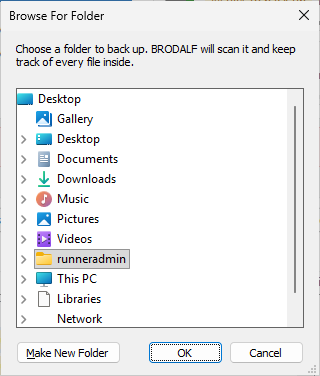 Browse For Folder
Choose a folder to back up. BRODALF will scan it and keep
track of every file inside.
Desktop
Gallery
Desktop
Documents
Downloads
Music
Pictures
Videos
runneradmin
This PC
Libraries
Network
Make New Folder
OK
Cancel